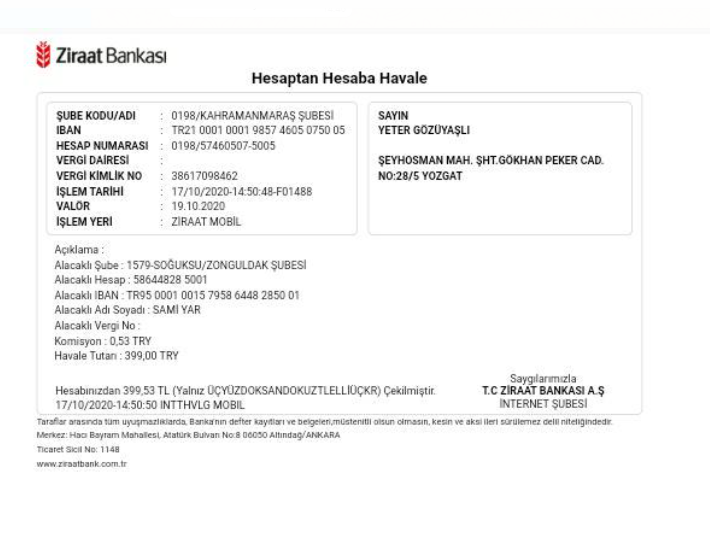 Ziraat Bankası
Hesaptan Hesaba Havale
ŞUBE KODU/ADI : 0198/KAHRAMANMARAŞ ŞUBESİ
IBAN : TR21 0001 0001 9857 4605 0750 05
HESAP NUMARASI : 0198/57460507-5005
VERGİ DAİRESİ :
VERGİ KİMLİK NO : 38617098462
İŞLEM TARİHİ : 17/10/2020-14:50:48-F01488
VALÖR : 19.10.2020
İŞLEM YERİ : ZİRAAT MOBİL
SAYIN
YETER GÖZÜYAŞLI
ŞEYHOSMAN MAH. ŞHT.GÖKHAN PEKER CAD.
NO:28/5 YOZGAT
Açıklama :
Alacaklı Şube : 1579-SOĞUKSU/ZONGULDAK ŞUBESİ
Alacaklı Hesap : 58644828 5001
Alacaklı IBAN : TR95 0001 0015 7958 6448 2850 01
Alacaklı Adı Soyadı : SAMİ YAR
Alacaklı Vergi No :
Komisyon : 0,53 TRY
Havale Tutarı : 399,00 TRY
Hesabınızdan 399,53 TL (Yalnız ÜÇYÜZDOKSANDOKUZTLELLİÜÇKR) Çekilmiştir.
17/10/2020-14:50:50 INTTHVLG MOBIL
Saygılarımızla
T.C ZİRAAT BANKASI A.Ş
İNTERNET ŞUBESİ
Taraflar arasında tüm uyuşmazlıklarda, Banka'nın defter kayıtları ve belgeleri,müstenitli olsun olmasın, kesin ve aksi ileri sürülemez delil niteliğindedir.
Merkez: Hacı Bayram Mahallesi, Atatürk Bulvarı No:8 06050 Altındağ/ANKARA
Ticaret Sicil No: 1148
www.ziraatbank.com.tr